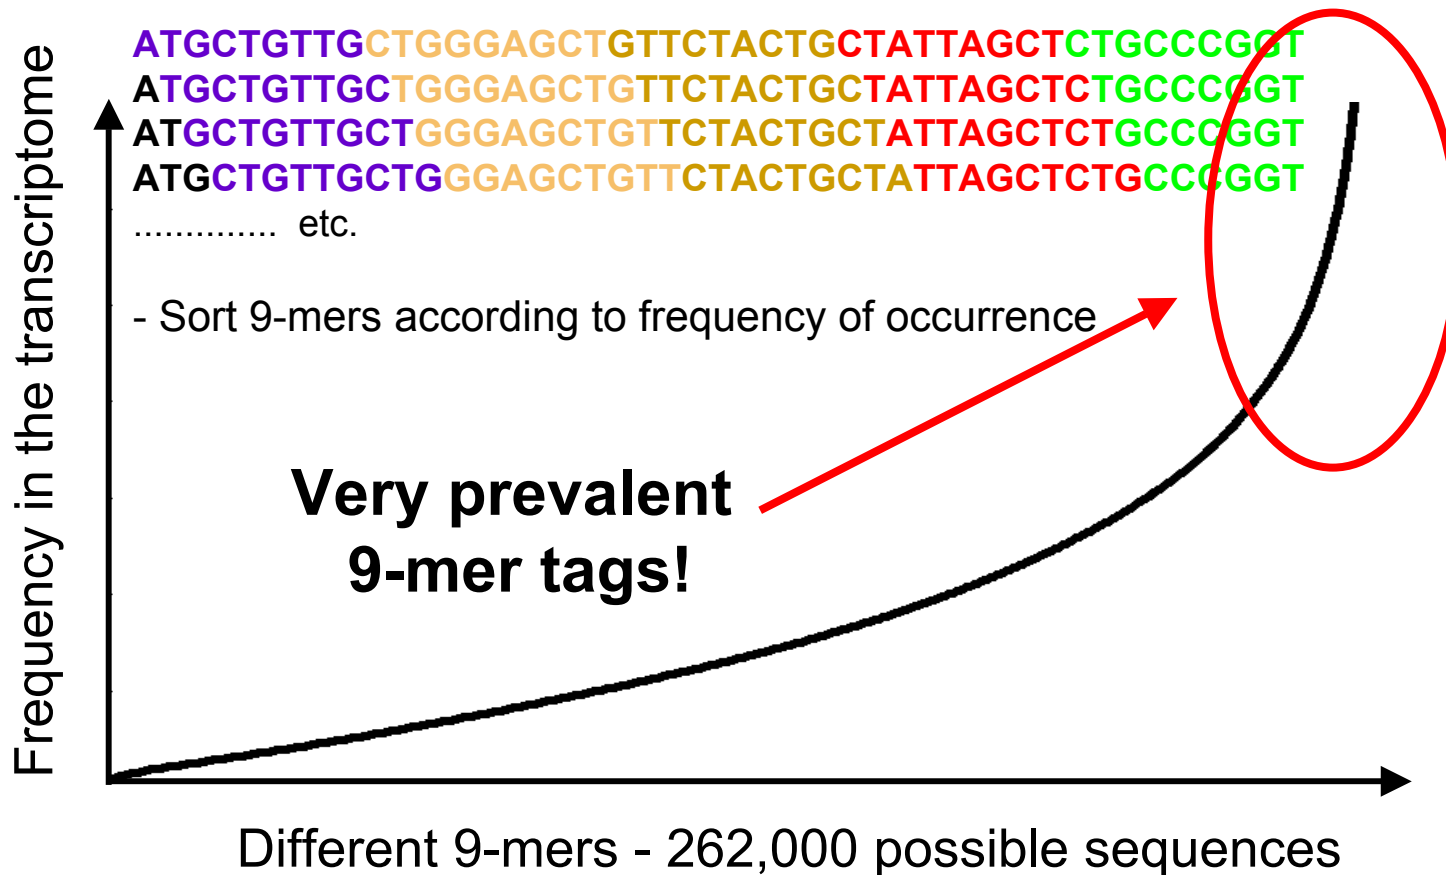 ATGCTGTTGCTGGGAGCTGTTCTACTGCTATTAGCTCTGCCCGGT
ATGCTGTTGCTGGGAGCTGTTCTACTGCTATTAGCTCTGCCCGGT
ATGCTGTTGCTGGGAGCTGTTCTACTGCTATTAGCTCTGCCCGGT
ATGCTGTTGCTGGGAGCTGTTCTACTGCTATTAGCTCTGCCCGGT
.............. etc.
- Sort 9-mers according to frequency of occurrence
Very prevalent
9-mer tags!
Frequency in the transcriptome
Different 9-mers - 262,000 possible sequences